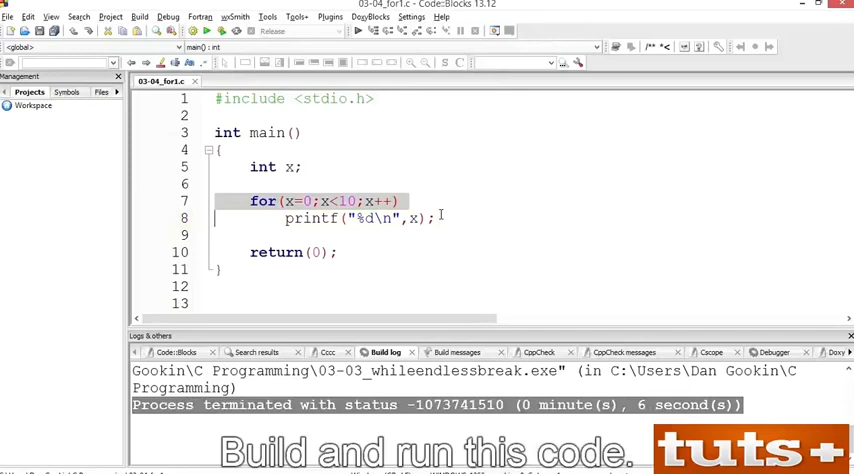 03-04_for1.c - Code::Blocks 13.12
File Edit View Search Project Build Debug Fortran wxSmith Tools Tools+ Plugins DoxyBlocks Settings Help
Release
<global> main() : int
/** *<
S C
Management
Projects Symbols Files
Workspace
03-04_for1.c
1 #include <stdio.h>
2
3 int main()
4 {
5 int x;
6
7 for(x=0;x<10;x++)
8 printf("%d\n",x);
9
10 return(0);
11 }
12
13
Logs & others
Code::Blocks Search results Cccc Build log Build messages CppCheck CppCheck messages Cscope Debugger Doxy
Gookin\C Programming\03-03_whileendlessbreak.exe" (in C:\Users\Dan Gookin\C
Programming)
Process terminated with status -1073741510 (0 minute(s), 6 second(s))
Build and run this code.
tuts+